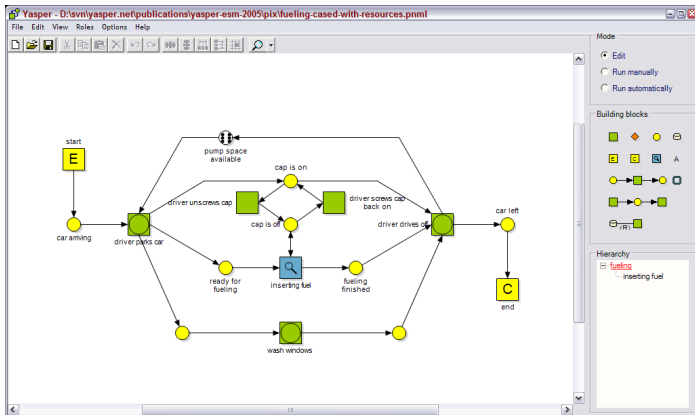 Yasper - D:\svn\yasper.net\publications\yasper-esm-2005\pix\fueling-cased-with-resources.pnml
File Edit View Roles Options Help
Mode
Edit
Run manually
Run automatically
Building blocks
E C A
(R)
Hierarchy
fueling
inserting fuel
start
E
car arriving
driver parks car
pump space
available
cap is on
driver unscrews cap
driver screws cap
back on
cap is off
driver drives off
car left
ready for
fueling
inserting fuel
fueling
finished
C
end
wash windows